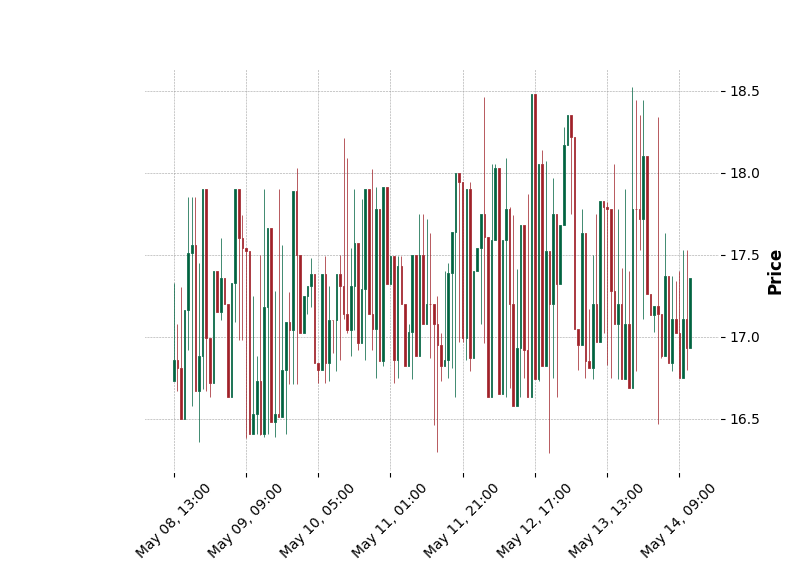 18.5
18.0
17.5
17.0
16.5
Price
May 08, 13:00
May 09, 09:00
May 10, 05:00
May 11, 01:00
May 11, 21:00
May 12, 17:00
May 13, 13:00
May 14, 09:00